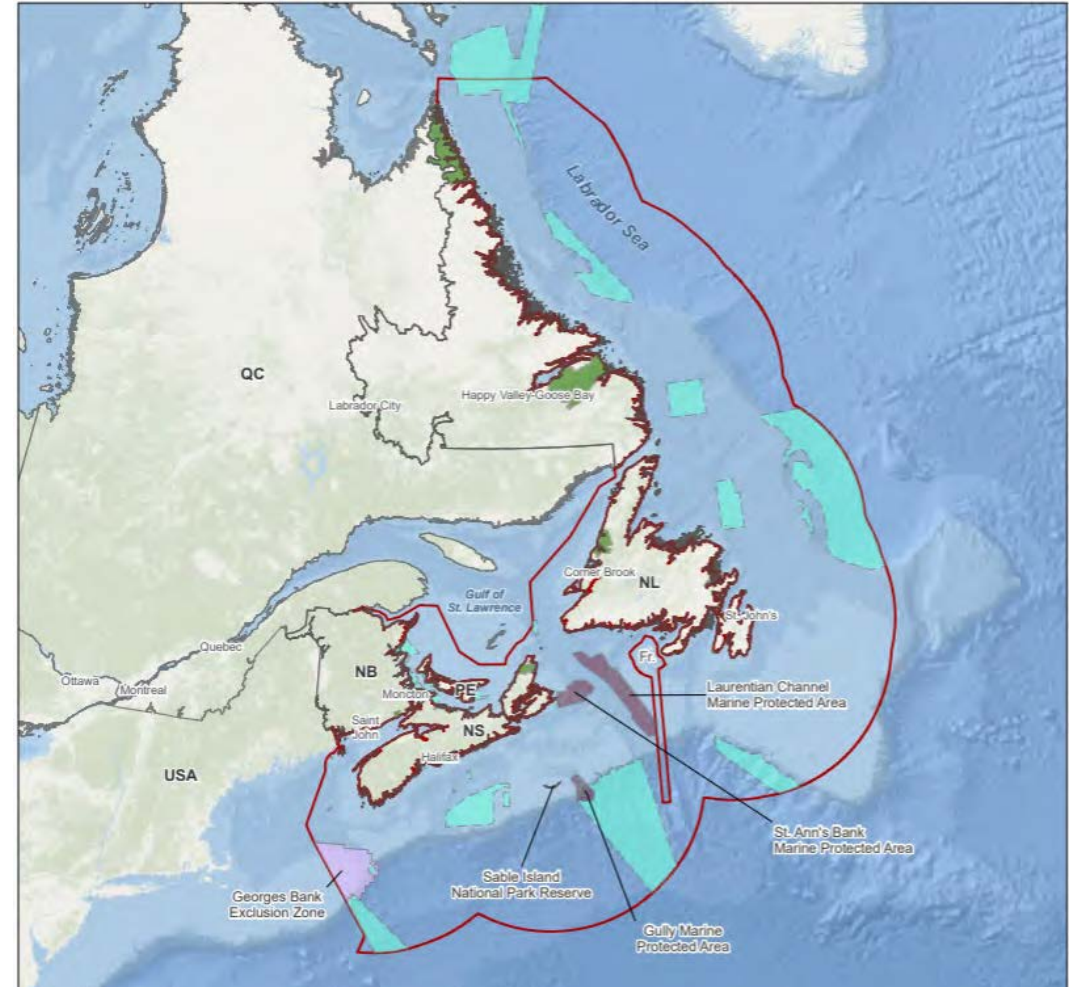 Labrador Sea
QC
Labrador City
Happy Valley-Goose Bay
Corner Brook
NL
Gulf of
St. Lawrence
St. John's
Quebec
Fr.
Ottawa
Montreal
NB
Moncton
PE
Laurentian Channel
Marine Protected Area
Saint
John
NS
Halifax
USA
St. Ann's Bank
Marine Protected Area
Sable Island
National Park Reserve
Georges Bank
Exclusion Zone
Gully Marine
Protected Area